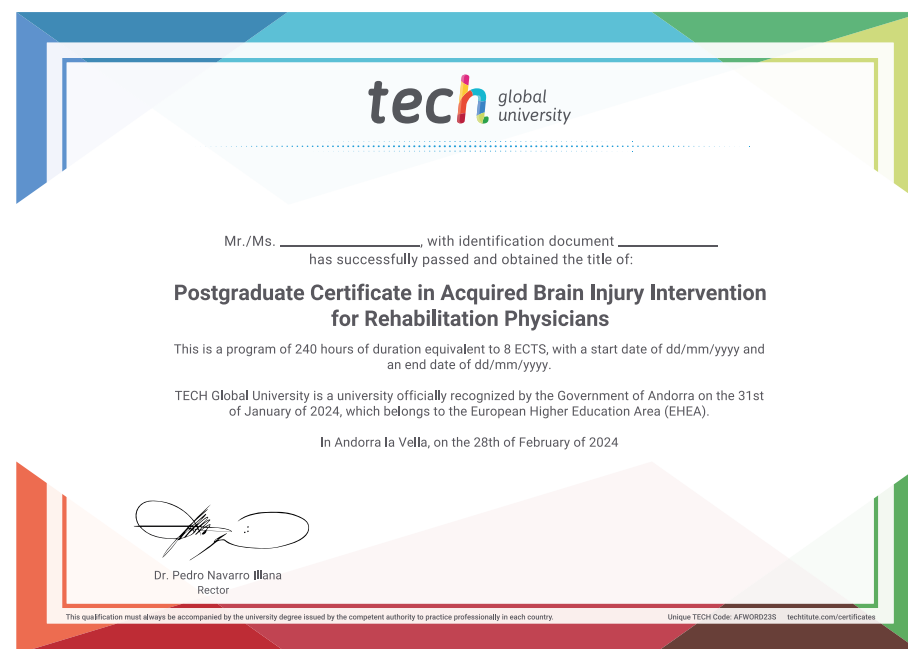 tech global
university
Mr./Ms. ____________________, with identification document ______________
has successfully passed and obtained the title of:
Postgraduate Certificate in Acquired Brain Injury Intervention
for Rehabilitation Physicians
This is a program of 240 hours of duration equivalent to 8 ECTS, with a start date of dd/mm/yyyy and
an end date of dd/mm/yyyy.
TECH Global University is a university officially recognized by the Government of Andorra on the 31st
of January of 2024, which belongs to the European Higher Education Area (EHEA).
In Andorra la Vella, on the 28th of February of 2024
Dr. Pedro Navarro Illana
Rector
This qualification must always be accompanied by the university degree issued by the competent authority to practice professionally in each country.
Unique TECH Code: AFWORD23S techtitute.com/certificates